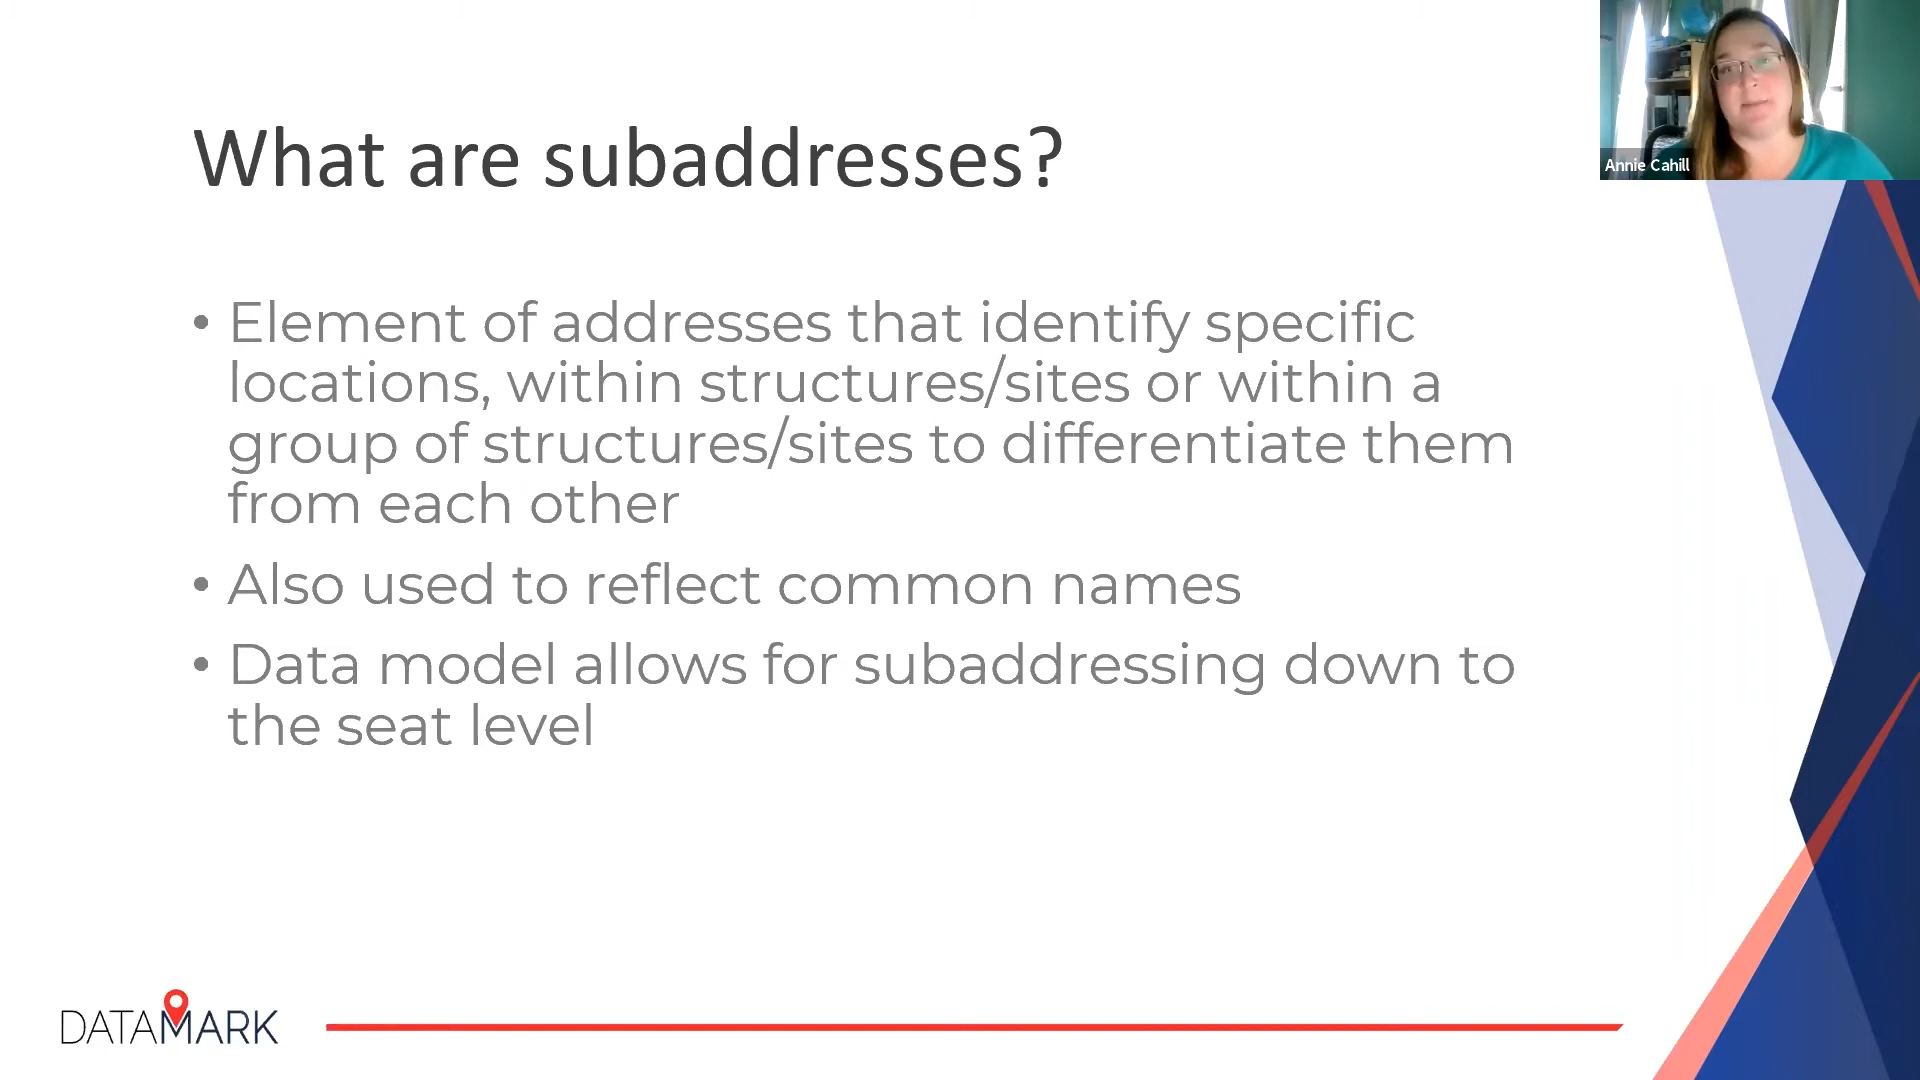 What are subaddresses?
• Element of addresses that identify specific
locations, within structures/sites or within a
group of structures/sites to differentiate them
from each other
• Also used to reflect common names
• Data model allows for subaddressing down to
the seat level
Annie Cahill
DATAMARK